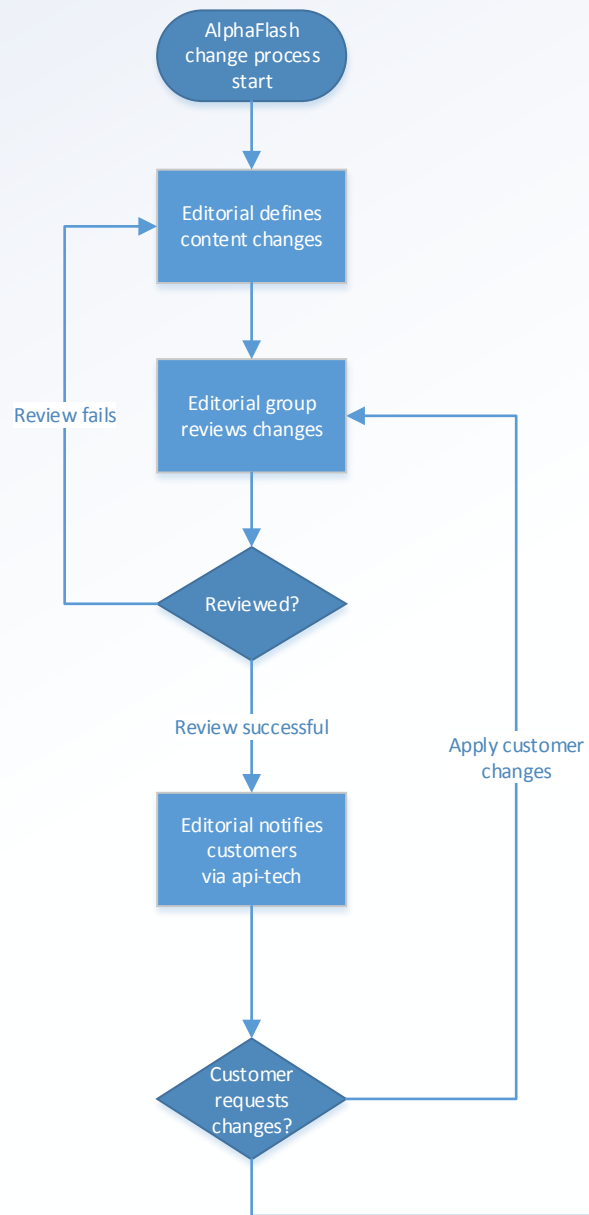 AlphaFlash
change process
start
Editorial defines
content changes
Editorial group
reviews changes
Review fails
Reviewed?
Review successful
Apply customer
changes
Editorial notifies
customers
via api-tech
Customer
requests
changes?